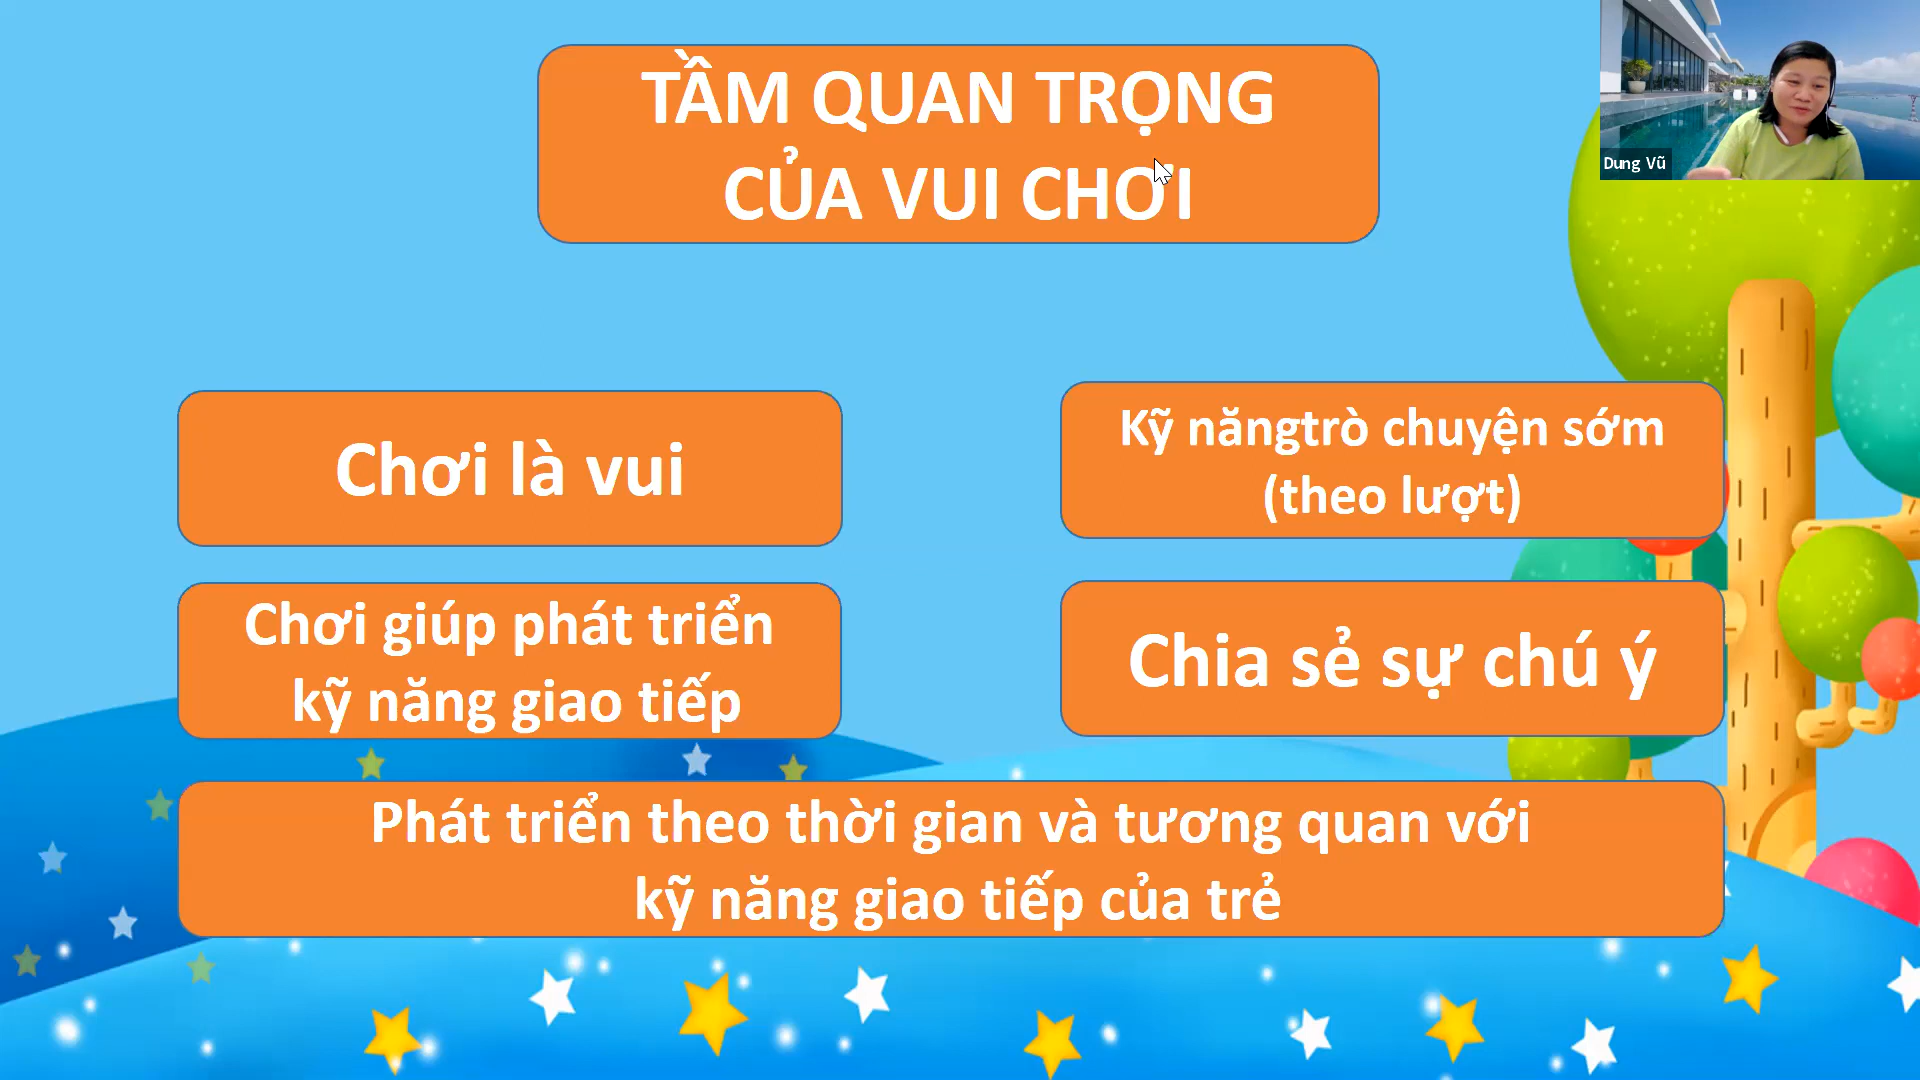 TẦM QUAN TRỌNG
CỦA VUI CHƠI
Dung Vũ
Chơi là vui
Kỹ năngtrò chuyện sớm
(theo lượt)
Chơi giúp phát triển
kỹ năng giao tiếp
Chia sẻ sự chú ý
Phát triển theo thời gian và tương quan với
kỹ năng giao tiếp của trẻ